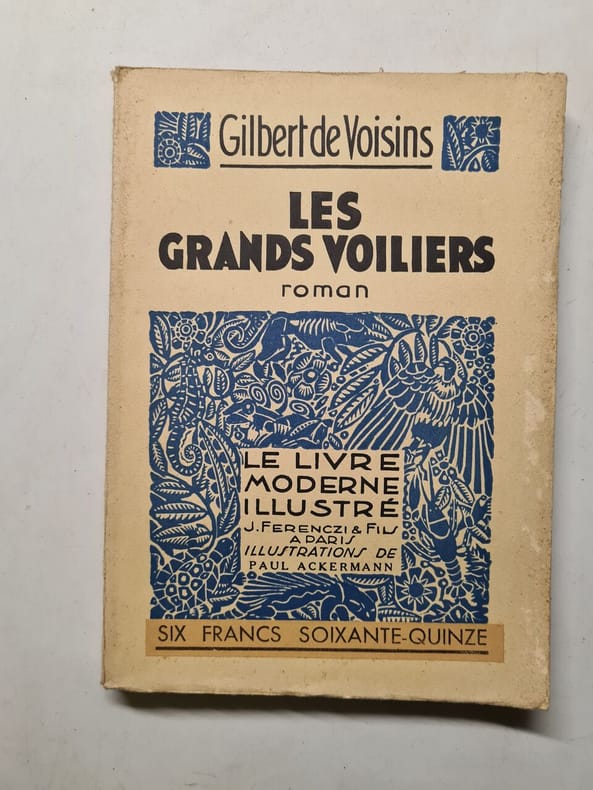 Gilbert de Voisins
LES
GRANDS VOILIERS
roman
LE LIVRE
MODERNE
ILLUSTRÉ
J. FERENCZI & FILS
A PARIS
ILLUSTRATIONS DE
PAUL ACKERMANN
SIX FRANCS SOIXANTE-QUINZE